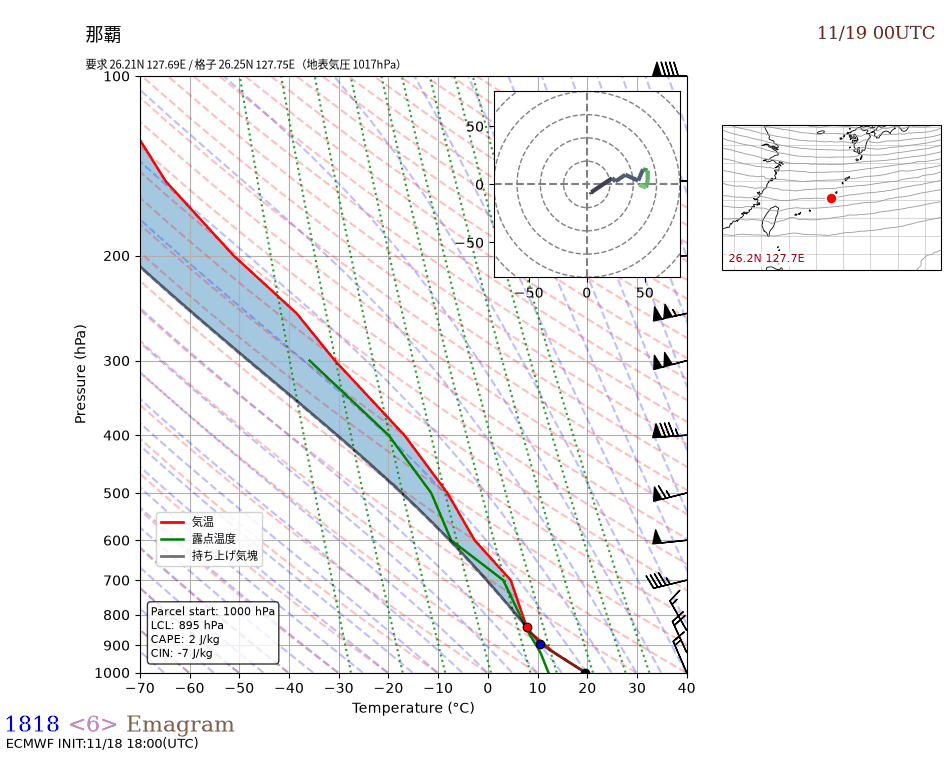 那覇
11/19 00UTC
要求 26.21N 127.69E / 格子 26.25N 127.75E（地表気圧 1017hPa）
100
200
300
400
500
600
700
800
900
1000
Pressure (hPa)
50
0
−50
−50 0 50
26.2N 127.7E
気温
露点温度
持ち上げ気塊
Parcel start: 1000 hPa
LCL: 895 hPa
CAPE: 2 J/kg
CIN: -7 J/kg
−70 −60 −50 −40 −30 −20 −10 0 10 20 30 40
Temperature (°C)
1818 <6> Emagram
ECMWF INIT:11/18 18:00(UTC)